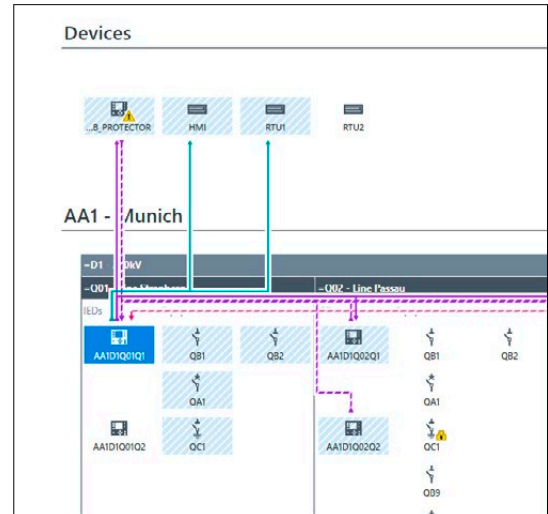 Devices
...B_PROTECTOR HMI RTU1 RTU2
AA1 - Munich
=D1 0kV
=Q01 =Q02 - Line Passau
IEDs
AA1D1Q01Q1 QB1 QB2 AA1D1Q02Q1 QB1 QB2
QA1 QA1
AA1D1Q01Q2 QC1 AA1D1Q02Q2 QC1
QB9